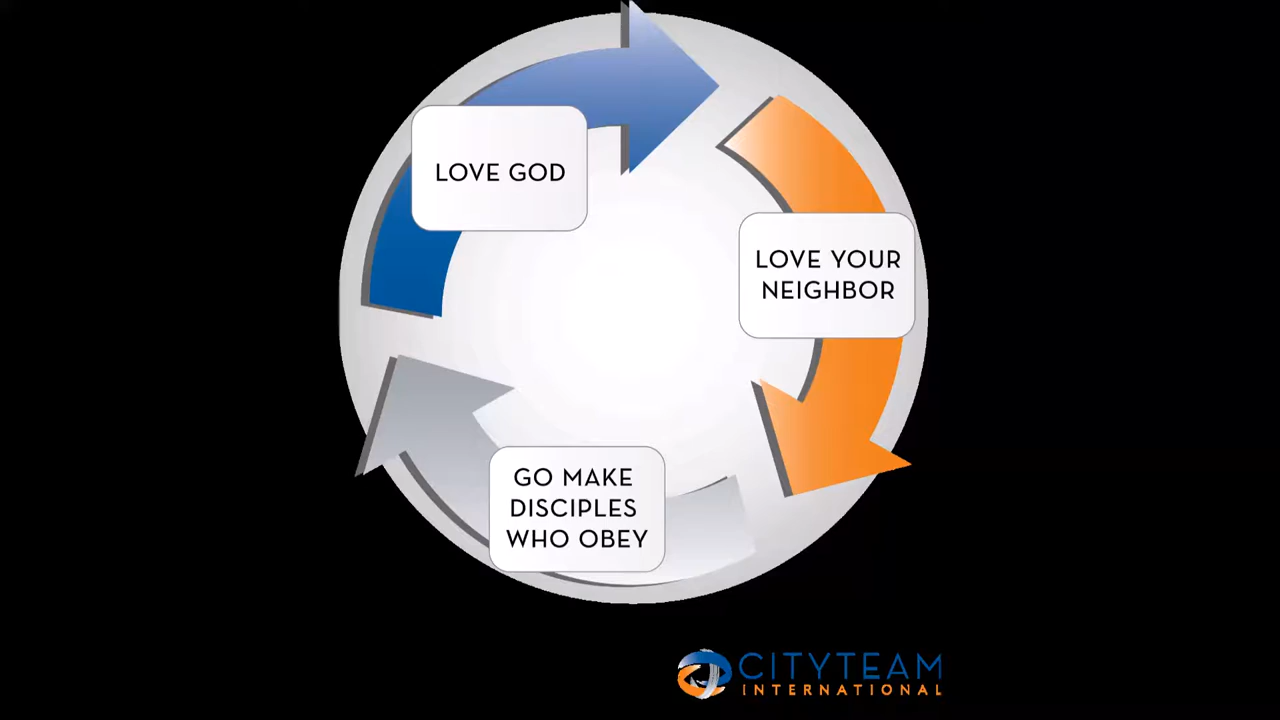 LOVE GOD
LOVE YOUR
NEIGHBOR
GO MAKE
DISCIPLES
WHO OBEY
CITYTEAM
INTERNATIONAL